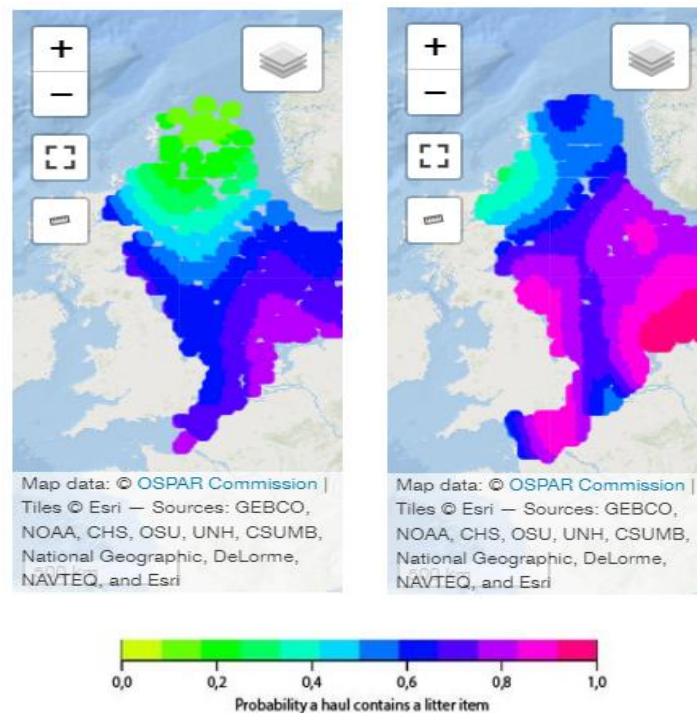 +
−
+
−
Map data: © OSPAR Commission |
Tiles © Esri — Sources: GEBCO,
NOAA, CHS, OSU, UNH, CSUMB,
National Geographic, DeLorme,
NAVTEQ, and Esri
Map data: © OSPAR Commission |
Tiles © Esri — Sources: GEBCO,
NOAA, CHS, OSU, UNH, CSUMB,
National Geographic, DeLorme,
NAVTEQ, and Esri
0,0 0,2 0,4 0,6 0,8 1,0
Probability a haul contains a litter item